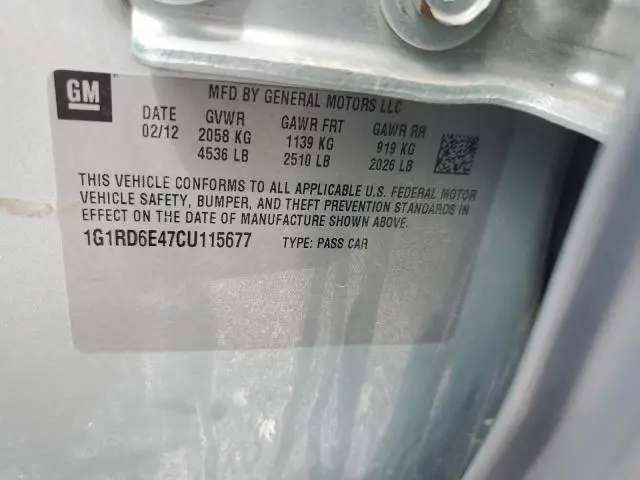 GM
MFD BY GENERAL MOTORS LLC
DATE GVWR GAWR FRT GAWR RR
02/12 2058 KG 1139 KG 919 KG
4536 LB 2510 LB 2026 LB
THIS VEHICLE CONFORMS TO ALL APPLICABLE U.S. FEDERAL MOTOR
VEHICLE SAFETY, BUMPER, AND THEFT PREVENTION STANDARDS IN
EFFECT ON THE DATE OF MANUFACTURE SHOWN ABOVE.
1G1RD6E47CU115677 TYPE: PASS CAR